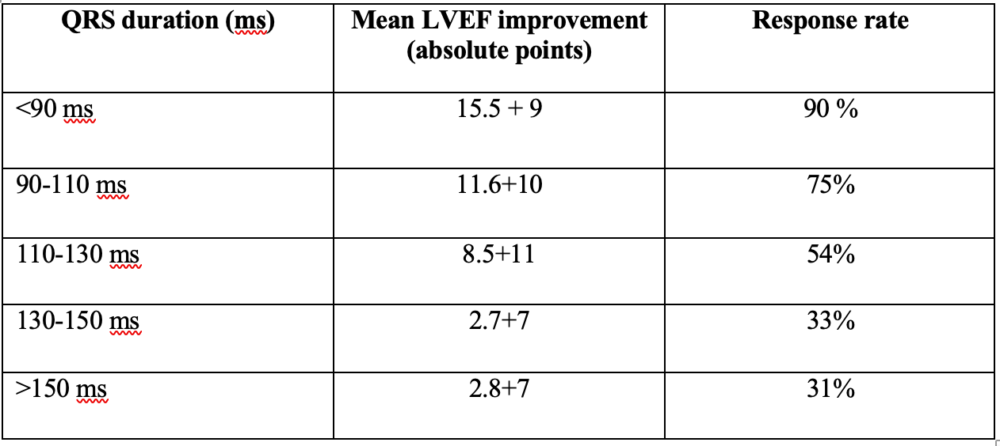 QRS duration (ms)
Mean LVEF improvement
(absolute points)
Response rate
<90 ms
15.5 + 9
90 %
90-110 ms
11.6+10
75%
110-130 ms
8.5+11
54%
130-150 ms
2.7+7
33%
>150 ms
2.8+7
31%